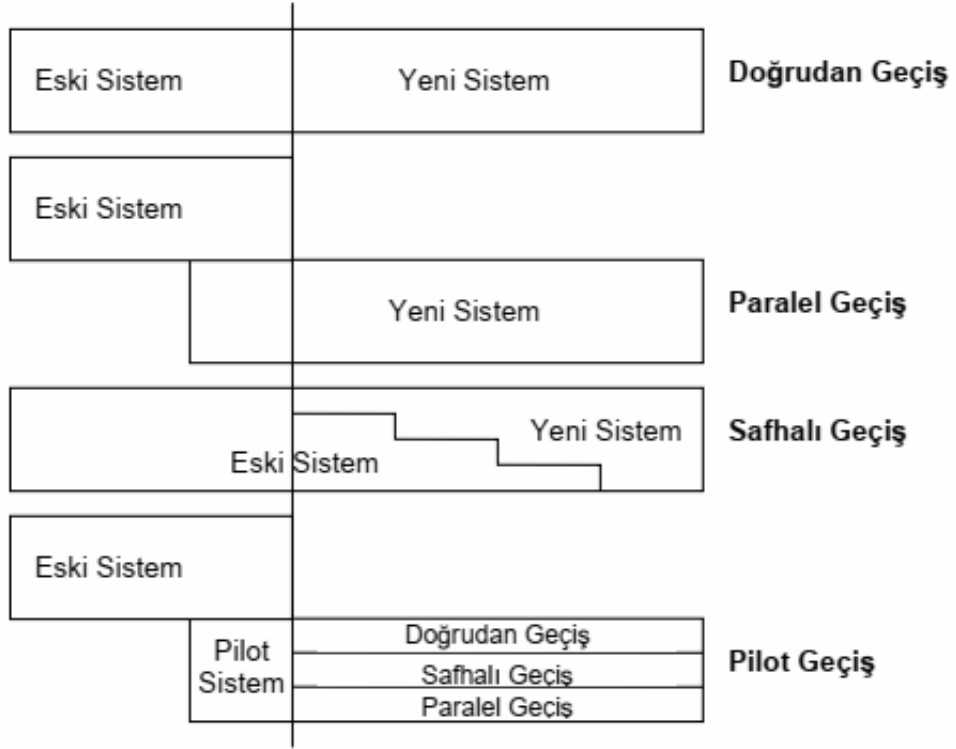 Eski Sistem
Yeni Sistem
Doğrudan Geçiş
Eski Sistem
Yeni Sistem
Paralel Geçiş
Yeni Sistem
Eski Sistem
Safhalı Geçiş
Eski Sistem
Pilot
Sistem
Doğrudan Geçiş
Safhalı Geçiş
Paralel Geçiş
Pilot Geçiş